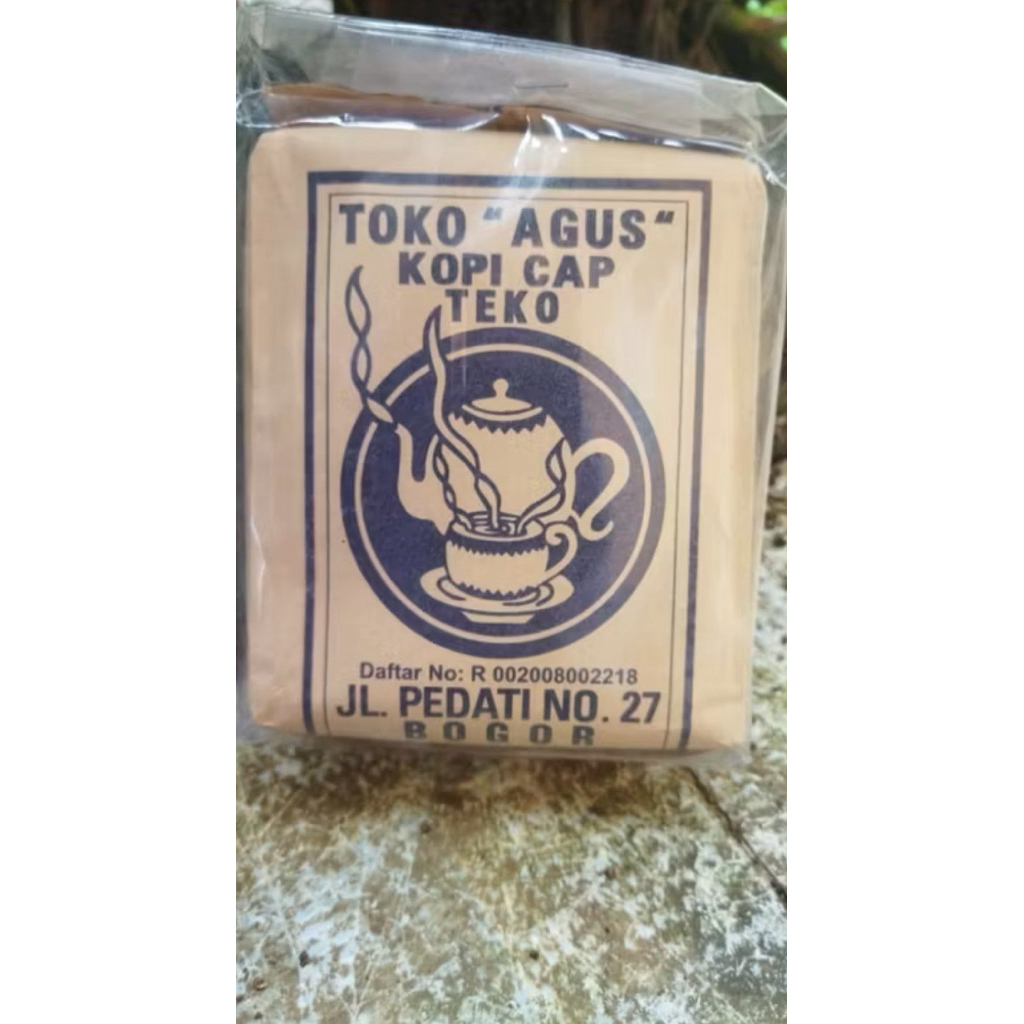 TOKO "AGUS"
KOPI CAP
TEKO
Daftar No: R 002008002218
JL. PEDATI NO. 27
BOGOR